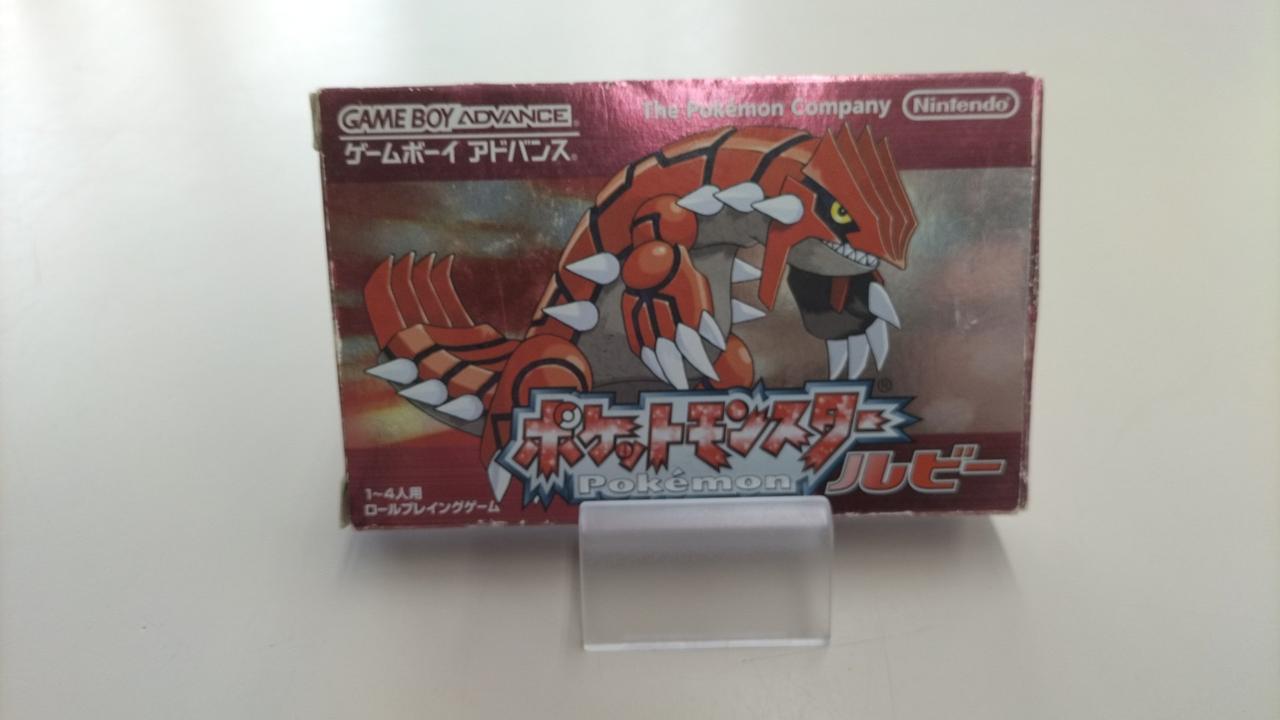 GAME BOY ADVANCE
ゲームボーイ アドバンス®
The Pokémon Company
Nintendo®
ポケットモンスター®
Pokémon
ルビー
1〜4人用
ロールプレイングゲーム